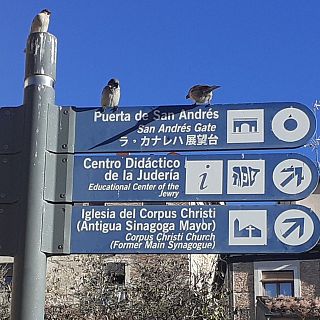 Puerta de San Andrés
San Andrés Gate
ラ・カナレハ展望台
Centro Didáctico
de la Judería
Educational Center of the
Jewry
i
Iglesia del Corpus Christi
(Antigua Sinagoga Mayor)
Corpus Christi Church
(Former Main Synagogue)